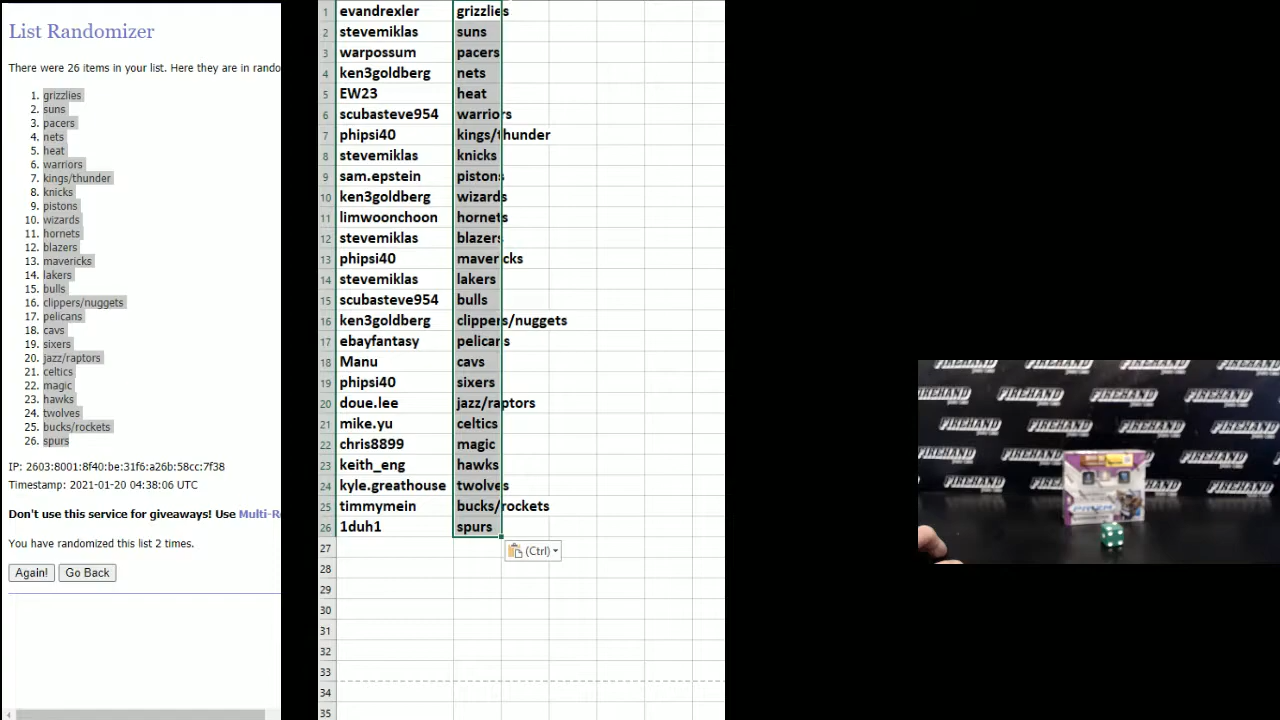 List Randomizer
There were 26 items in your list. Here they are in rando
1. grizzlies
2. suns
3. pacers
4. nets
5. heat
6. warriors
7. kings/thunder
8. knicks
9. pistons
10. wizards
11. hornets
12. blazers
13. mavericks
14. lakers
15. bulls
16. clippers/nuggets
17. pelicans
18. cavs
19. sixers
20. jazz/raptors
21. celtics
22. magic
23. hawks
24. twolves
25. bucks/rockets
26. spurs
IP: 2603:8001:8f40:be:31f6:a26b:58cc:7f38
Timestamp: 2021-01-20 04:38:06 UTC
Don't use this service for giveaways! Use Multi-R
You have randomized this list 2 times.
Again! Go Back
1 evandrexler grizzlies
2 stevemiklas suns
3 warpossum pacers
4 ken3goldberg nets
5 EW23 heat
6 scubasteve954 warriors
7 phipsi40 kings/thunder
8 stevemiklas knicks
9 sam.epstein pistons
10 ken3goldberg wizards
11 limwoonchoon hornets
12 stevemiklas blazers
13 phipsi40 mavericks
14 stevemiklas lakers
15 scubasteve954 bulls
16 ken3goldberg clippers/nuggets
17 ebayfantasy pelicans
18 Manu cavs
19 phipsi40 sixers
20 doue.lee jazz/raptors
21 mike.yu celtics
22 chris8899 magic
23 keith_eng hawks
24 kyle.greathouse twolves
25 timmymein bucks/rockets
26 1duh1 spurs
27 (Ctrl)
28
29
30
31
32
33
34
35
FIREHAND
FIREHAND
FIREHAND
FIREHAND
FIREHAND
FIREHAND
FIREHAND
FIREHAND
PRIZM